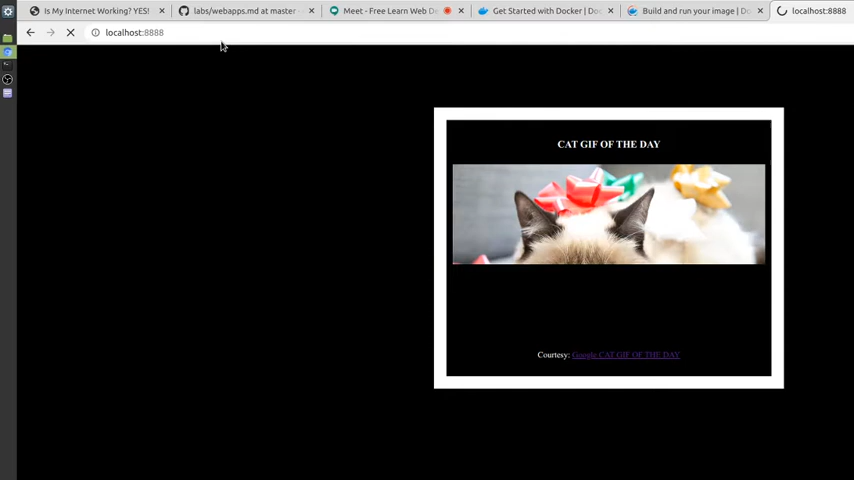 Is My Internet Working? YES!
labs/webapps.md at master
Meet - Free Learn Web De
Get Started with Docker | Doc
Build and run your image | Do
localhost:8888
localhost:8888
CAT GIF OF THE DAY
Courtesy: Google CAT GIF OF THE DAY